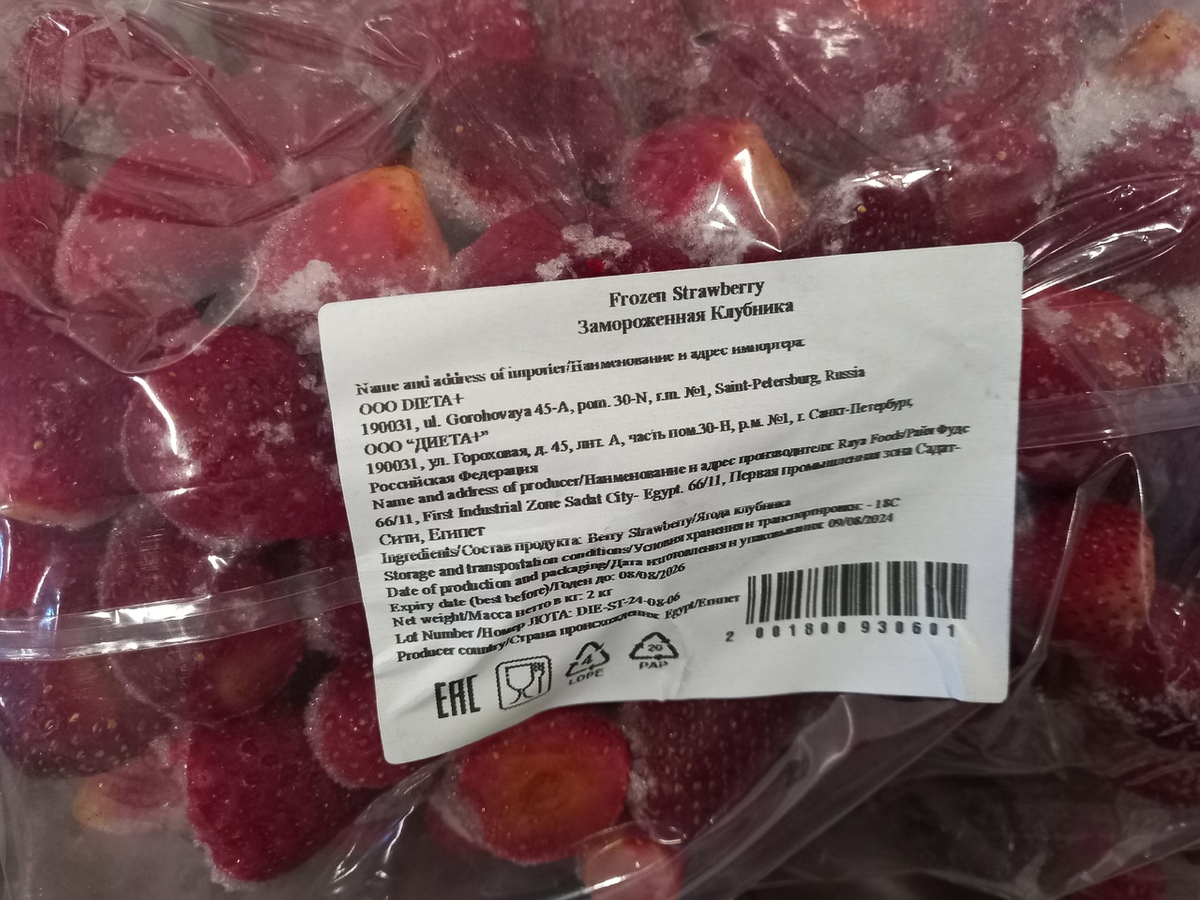 Frozen Strawberry
Замороженная Клубника
Name and address of importer/Наименование и адрес импортера:
ООО DIETA+
190031, ul. Gorohovaya 45-A, pom. 30-N, r.m. №1, Saint-Petersburg, Russia
ООО "ДИЕТА+"
190031, ул. Гороховая, д. 45, лит. А, часть пом.30-Н, р.м. №1, г. Санкт-Петербург,
Российская Федерация
Name and address of producer/Наименование и адрес производителя: Raya Foods/Райя Фудс
66/11, First Industrial Zone Sadat City- Egypt. 66/11, Первая промышленная зона Садат-
Сити, Египет
Ingredients/Состав продукта: Berry Strawberry/Ягода клубника
Storage and transportation conditions/Условия хранения и транспортировки: - 18С
Date of production and packaging/Дата изготовления и упаковывания: 09/08/2024
Expiry date (best before)/Годен до: 08/08/2026
Net weight/Масса нетто в кг: 2 кг
Lot Number /Номер ЛОТА: DIE-ST-24-08-06
Producer country/Страна происхождения: Egypt/Египет
2 001800 930601
EAC
4
LDPE
20
PAP